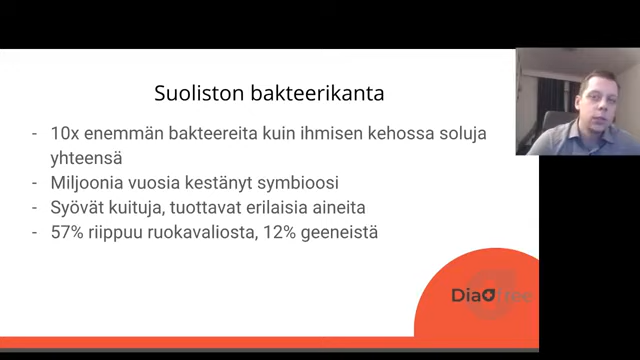 Suoliston bakteerikanta
- 10x enemmän bakteereita kuin ihmisen kehossa soluja
yhteensä
- Miljoonia vuosia kestänyt symbioosi
- Syövät kuituja, tuottavat erilaisia aineita
- 57% riippuu ruokavaliosta, 12% geeneistä
Diafree